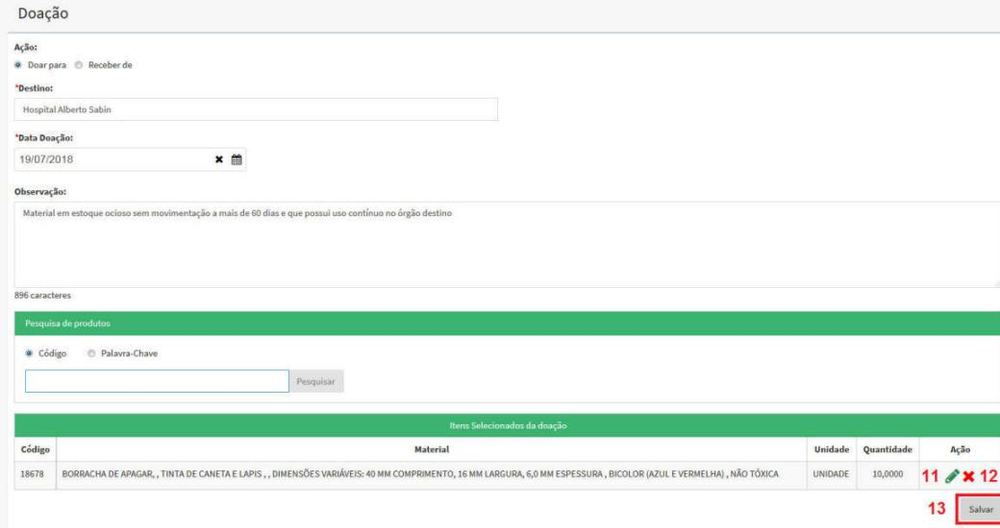 Doação
Ação:
Doar para Receber de
*Destino:
Hospital Alberto Sabin
*Data Doação:
19/07/2018
Observação:
Material em estoque ocioso sem movimentação a mais de 60 dias e que possui uso contínuo no órgão destino
896 caracteres
Pesquisa de produtos
Código Palavra-Chave
Pesquisar
Itens Selecionados da doação
Código Material Unidade Quantidade Ação
18678 BORRACHA DE APAGAR, , TINTA DE CANETA E LAPIS , , DIMENSÕES VARIÁVEIS: 40 MM COMPRIMENTO, 16 MM LARGURA, 6,0 MM ESPESSURA , BICOLOR (AZUL E VERMELHA) , NÃO TÓXICA UNIDADE 10,0000 11 12
13 Salvar